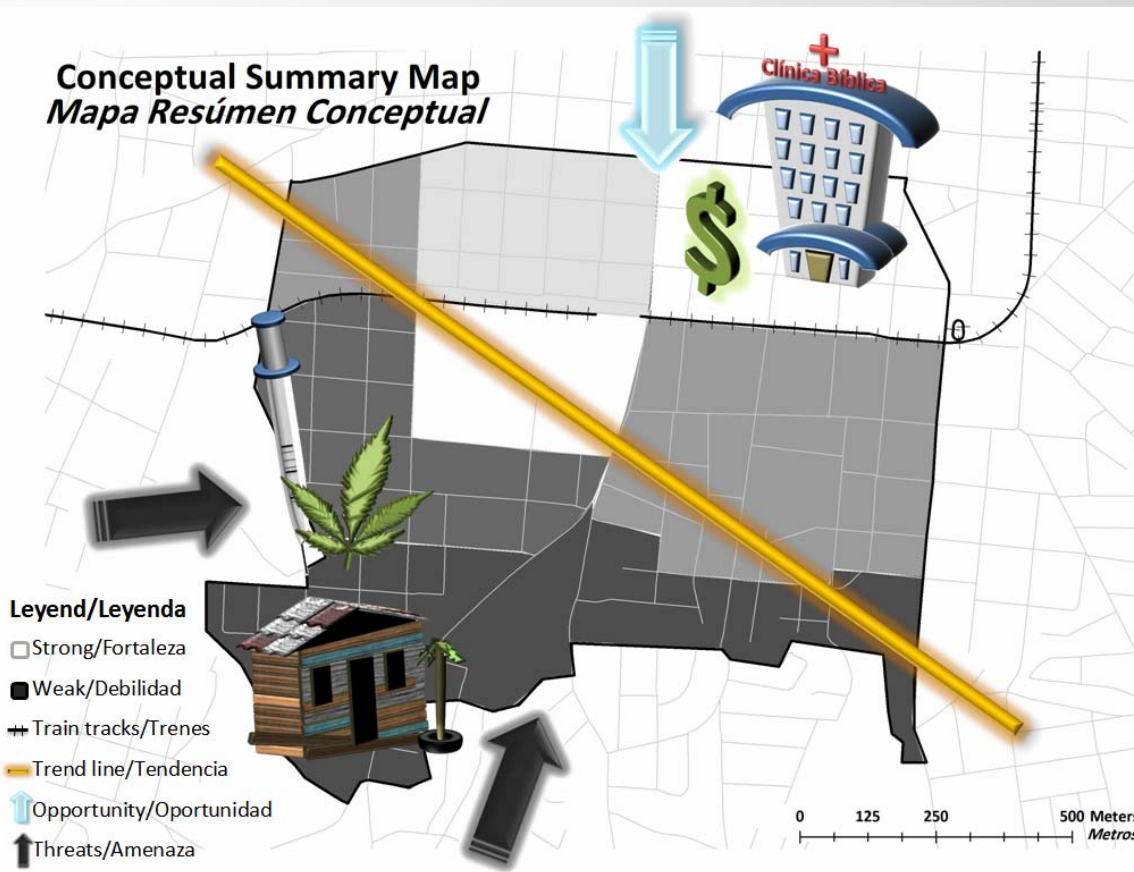 Conceptual Summary Map
Mapa Resúmen Conceptual
Clínica Bíblica
Leyend/Leyenda
Strong/Fortaleza
Weak/Debilidad
Train tracks/Trenes
Trend line/Tendencia
Opportunity/Oportunidad
Threats/Amenaza
0 125 250 500 Meters
Metros